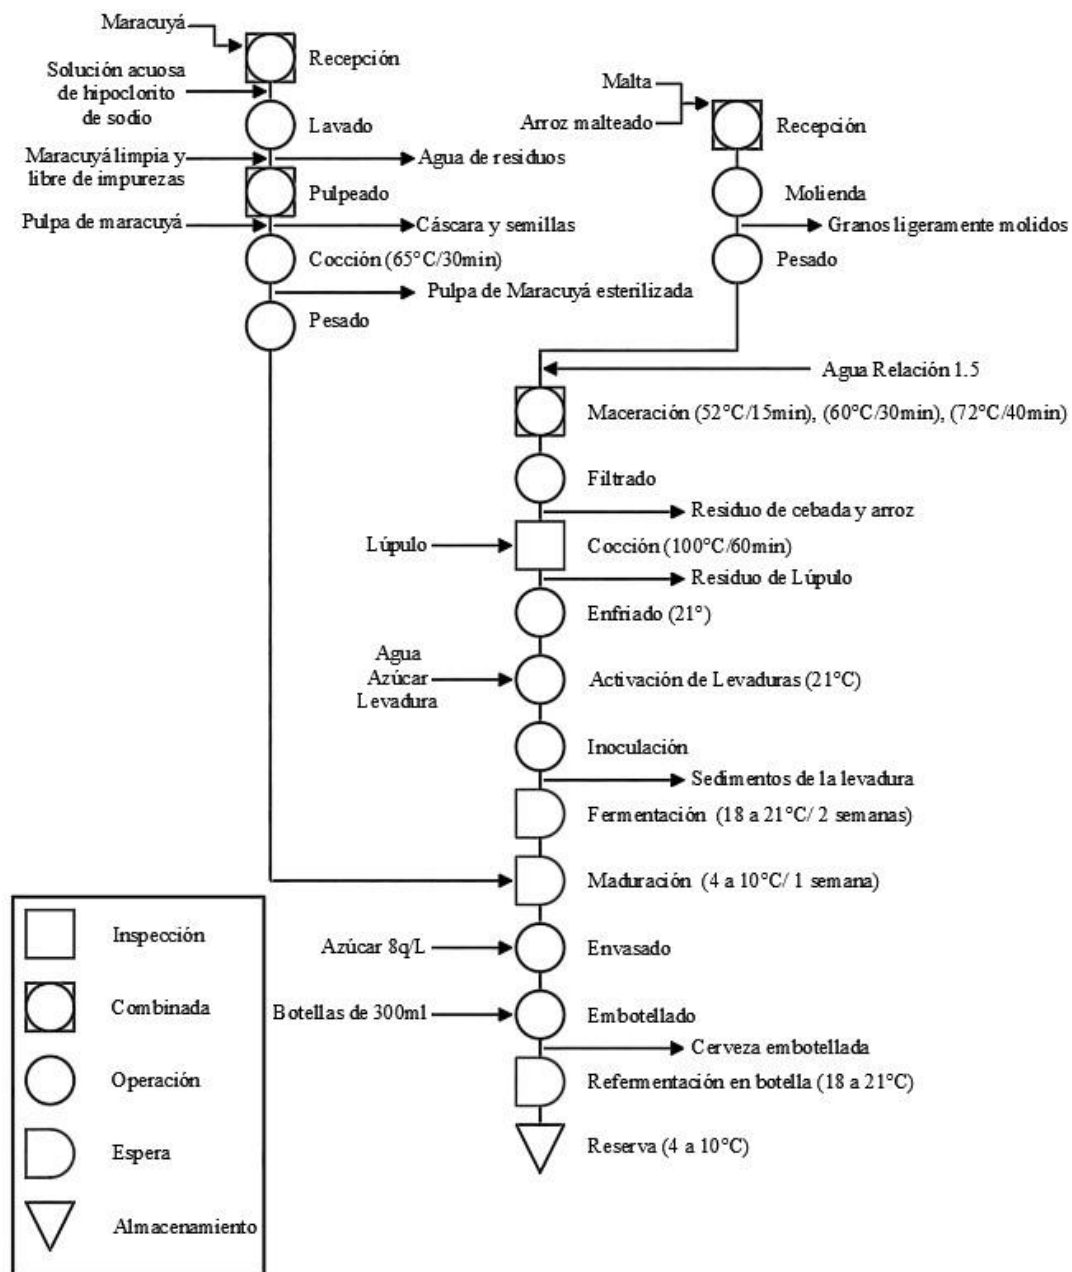 Maracuyá
Recepción
Solución acuosa
de hipoclorito
de sodio
Lavado
Maracuyá limpia y
libre de impurezas
Agua de residuos
Pulpeado
Pulpa de maracuyá
Cáscara y semillas
Cocción (65°C/30min)
Pulpa de Maracuyá esterilizada
Pesado
Malta
Arroz malteado
Recepción
Molienda
Granos ligeramente molidos
Pesado
Agua Relación 1.5
Maceración (52°C/15min), (60°C/30min), (72°C/40min)
Filtrado
Residuo de cebada y arroz
Lúpulo
Cocción (100°C/60min)
Residuo de Lúpulo
Enfriado (21°)
Agua
Azúcar
Levadura
Activación de Levaduras (21°C)
Inoculación
Sedimentos de la levadura
Fermentación (18 a 21°C/ 2 semanas)
Maduración (4 a 10°C/ 1 semana)
Azúcar 8q/L
Envasado
Botellas de 300ml
Embotellado
Cerveza embotellada
Refermentación en botella (18 a 21°C)
Reserva (4 a 10°C)
Inspección
Combinada
Operación
Espera
Almacenamiento